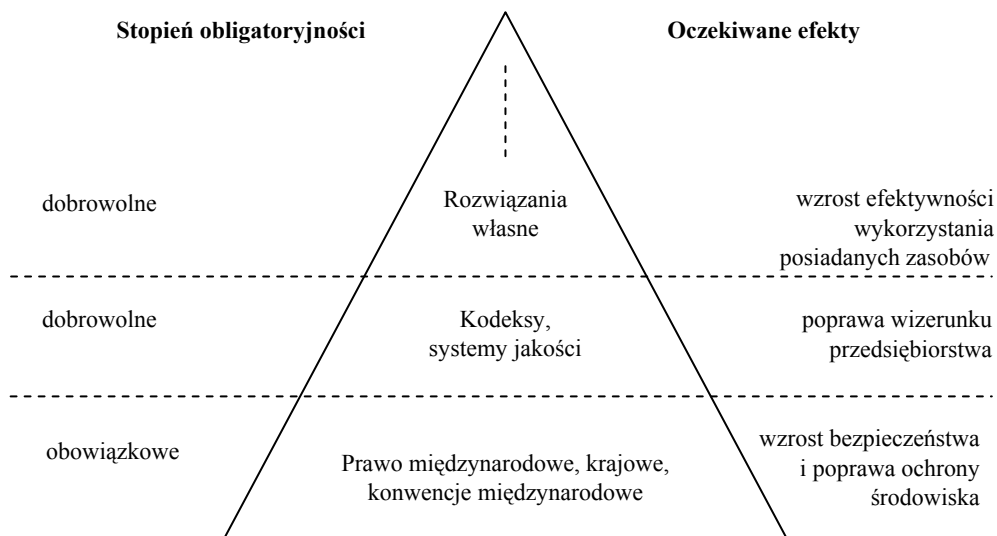 Stopień obligatoryjności
Oczekiwane efekty
dobrowolne
Rozwiązania
własne
wzrost efektywności
wykorzystania
posiadanych zasobów
dobrowolne
Kodeksy,
systemy jakości
poprawa wizerunku
przedsiębiorstwa
obowiązkowe
Prawo międzynarodowe, krajowe,
konwencje międzynarodowe
wzrost bezpieczeństwa
i poprawa ochrony
środowiska